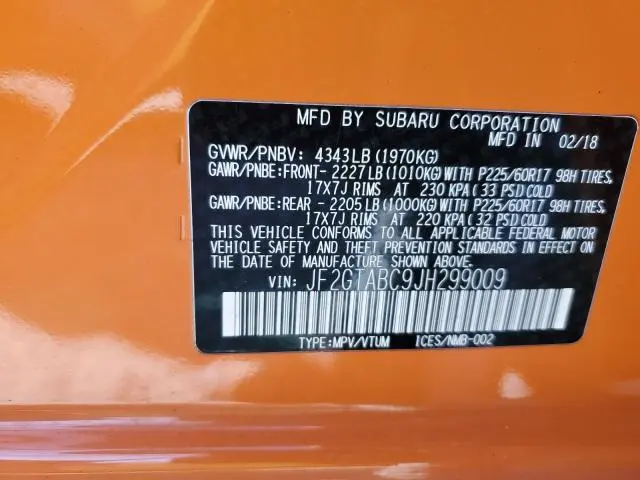 MFD BY SUBARU CORPORATION
MFD IN 02/18
GVWR/PNBV: 4343LB (1970KG)
GAWR/PNBE:FRONT- 2227LB (1010KG) WITH P225/60R17 98H TIRES,
17X7J RIMS AT 230 KPA (33 PSI) COLD
GAWR/PNBE:REAR - 2205LB (1000KG) WITH P225/60R17 98H TIRES,
17X7J RIMS AT 220 KPA (32 PSI) COLD
THIS VEHICLE CONFORMS TO ALL APPLICABLE FEDERAL MOTOR
VEHICLE SAFETY AND THEFT PREVENTION STANDARDS IN EFFECT ON
THE DATE OF MANUFACTURE SHOWN ABOVE.
VIN: JF2GTABC9JH299009
TYPE:MPV/VTUM ICES/NMB-002